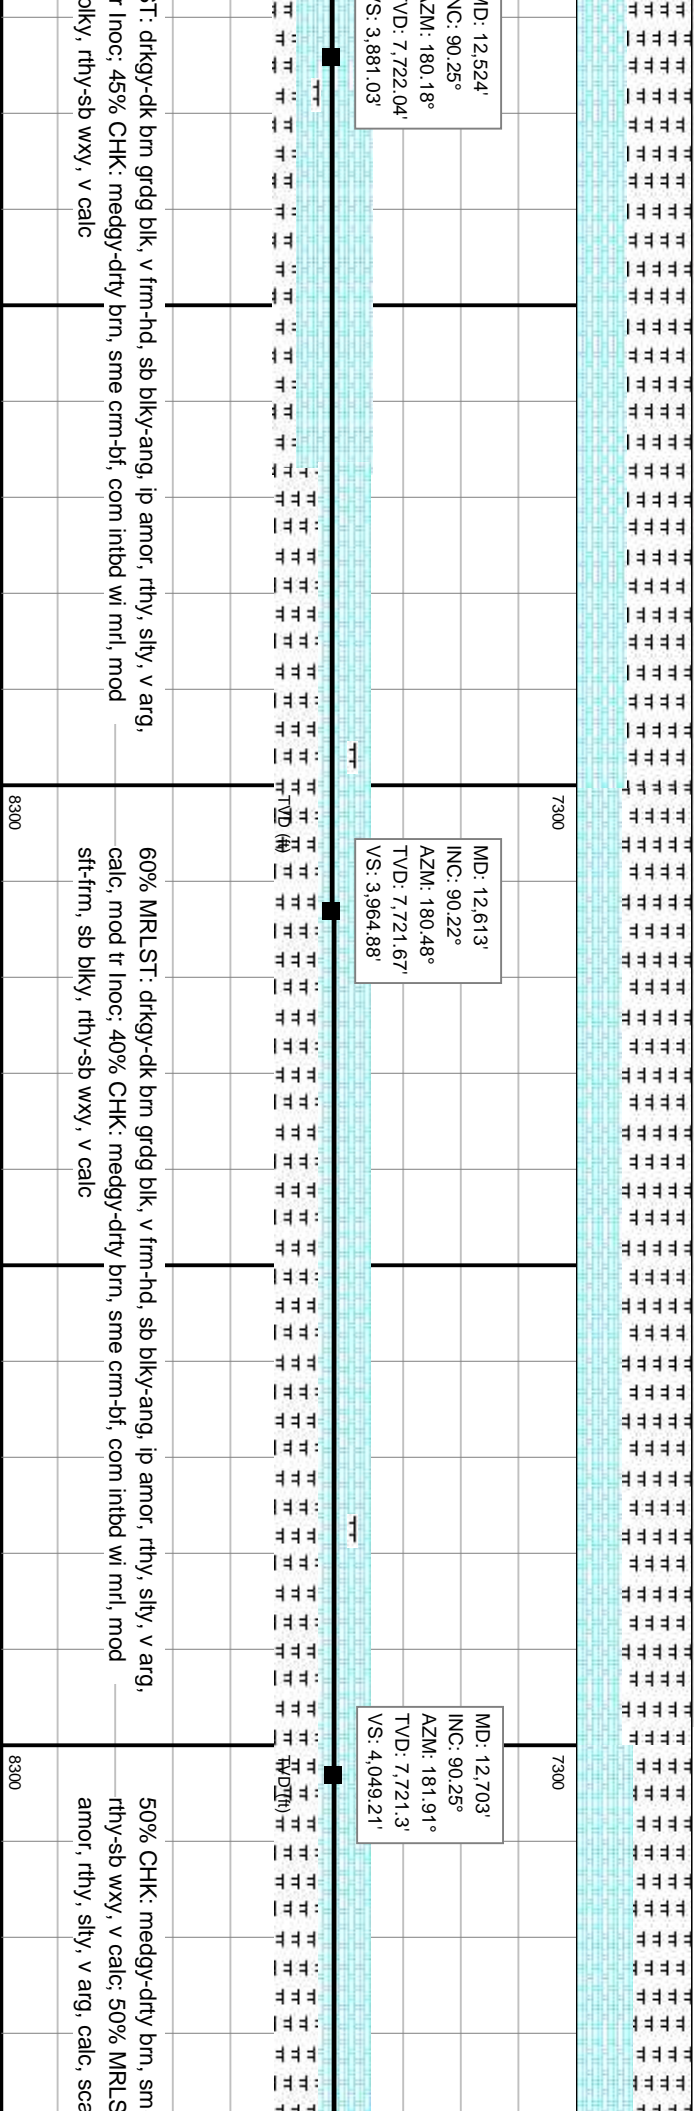 MD: 12,524'
INC: 90.25°
AZM: 180.18°
TVD: 7,722.04'
VS: 3,881.03'
ST: drkgy-dk brn grdg blk, v frm-hd, sb blky-ang, ip amor, rthy, slty, v arg,
r Inoc; 45% CHK: medgy-drty brn, sme crm-bf, com intbd wi mrl, mod
blky, rthy-sb wxy, v calc
7300
TVD (ft)
8300
MD: 12,613'
INC: 90.22°
AZM: 180.48°
TVD: 7,721.67'
VS: 3,964.88'
60% MRLST: drkgy-dk brn grdg blk, v frm-hd, sb blky-ang, ip amor, rthy, slty, v arg,
calc, mod tr Inoc; 40% CHK: medgy-drty brn, sme crm-bf, com intbd wi mrl, mod
sft-frm, sb blky, rthy-sb wxy, v calc
7300
TVD (ft)
8300
MD: 12,703'
INC: 90.25°
AZM: 181.91°
TVD: 7,721.3'
VS: 4,049.21'
50% CHK: medgy-drty brn, sm
rthy-sb wxy, v calc; 50% MRLS
amor, rthy, slty, v arg, calc, sca